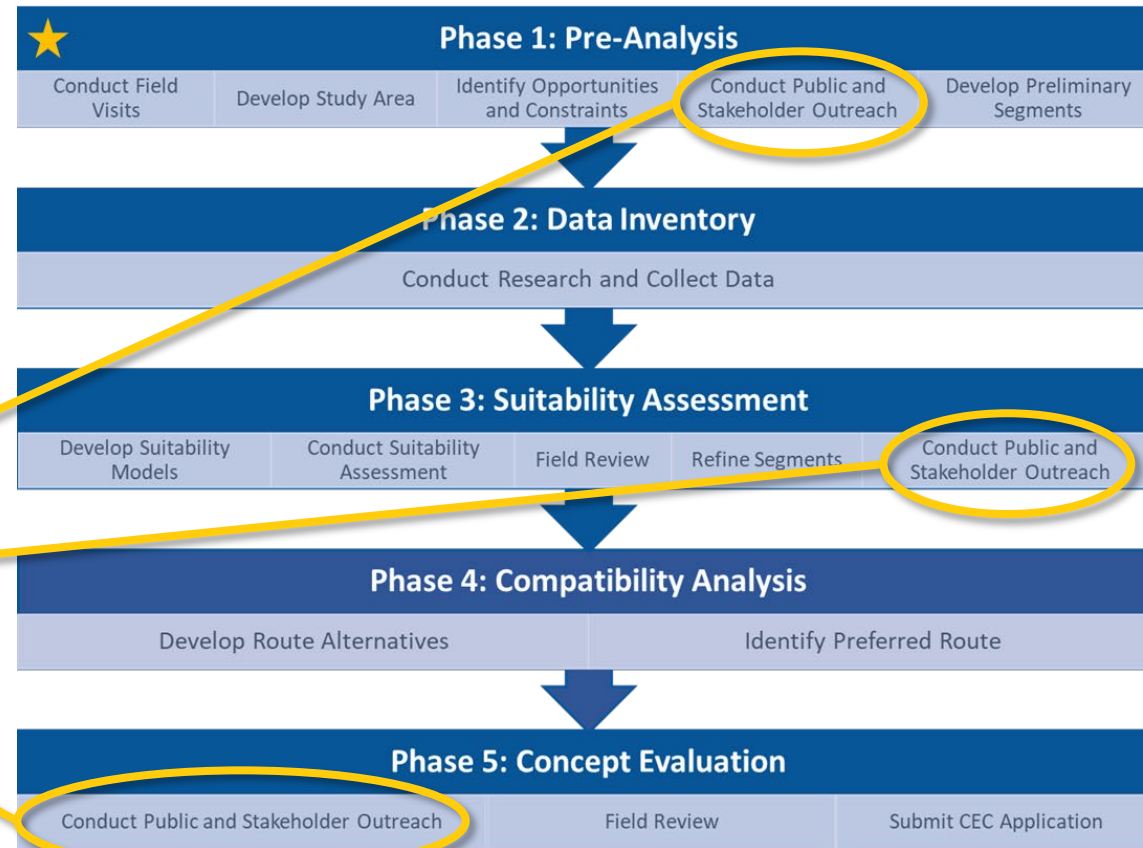 Phase 1: Pre-Analysis
Conduct Field
Visits
Develop Study Area
Identify Opportunities
and Constraints
Conduct Public and
Stakeholder Outreach
Develop Preliminary
Segments
Phase 2: Data Inventory
Conduct Research and Collect Data
Phase 3: Suitability Assessment
Develop Suitability
Models
Conduct Suitability
Assessment
Field Review
Refine Segments
Conduct Public and
Stakeholder Outreach
Phase 4: Compatibility Analysis
Develop Route Alternatives
Identify Preferred Route
Phase 5: Concept Evaluation
Conduct Public and Stakeholder Outreach
Field Review
Submit CEC Application